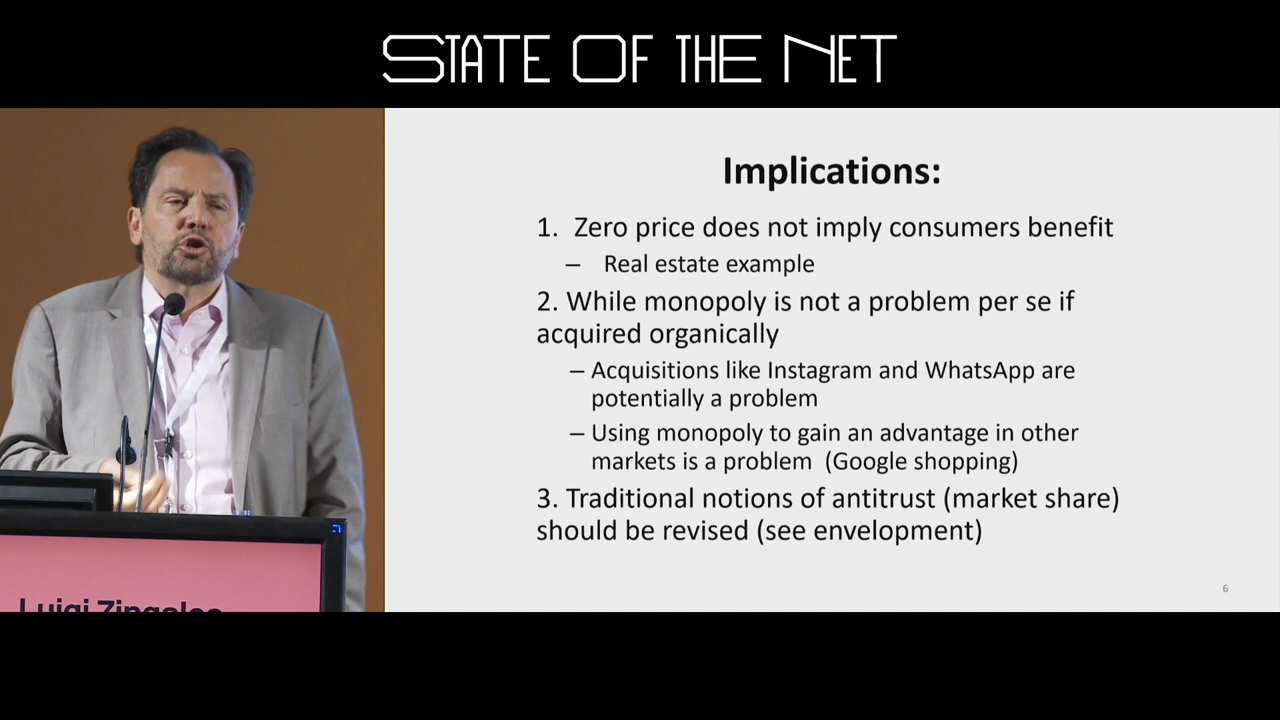 STATE OF THE NET
Implications:
1. Zero price does not imply consumers benefit
– Real estate example
2. While monopoly is not a problem per se if
acquired organically
– Acquisitions like Instagram and WhatsApp are
potentially a problem
– Using monopoly to gain an advantage in other
markets is a problem (Google shopping)
3. Traditional notions of antitrust (market share)
should be revised (see envelopment)
6
Luigi Zingales